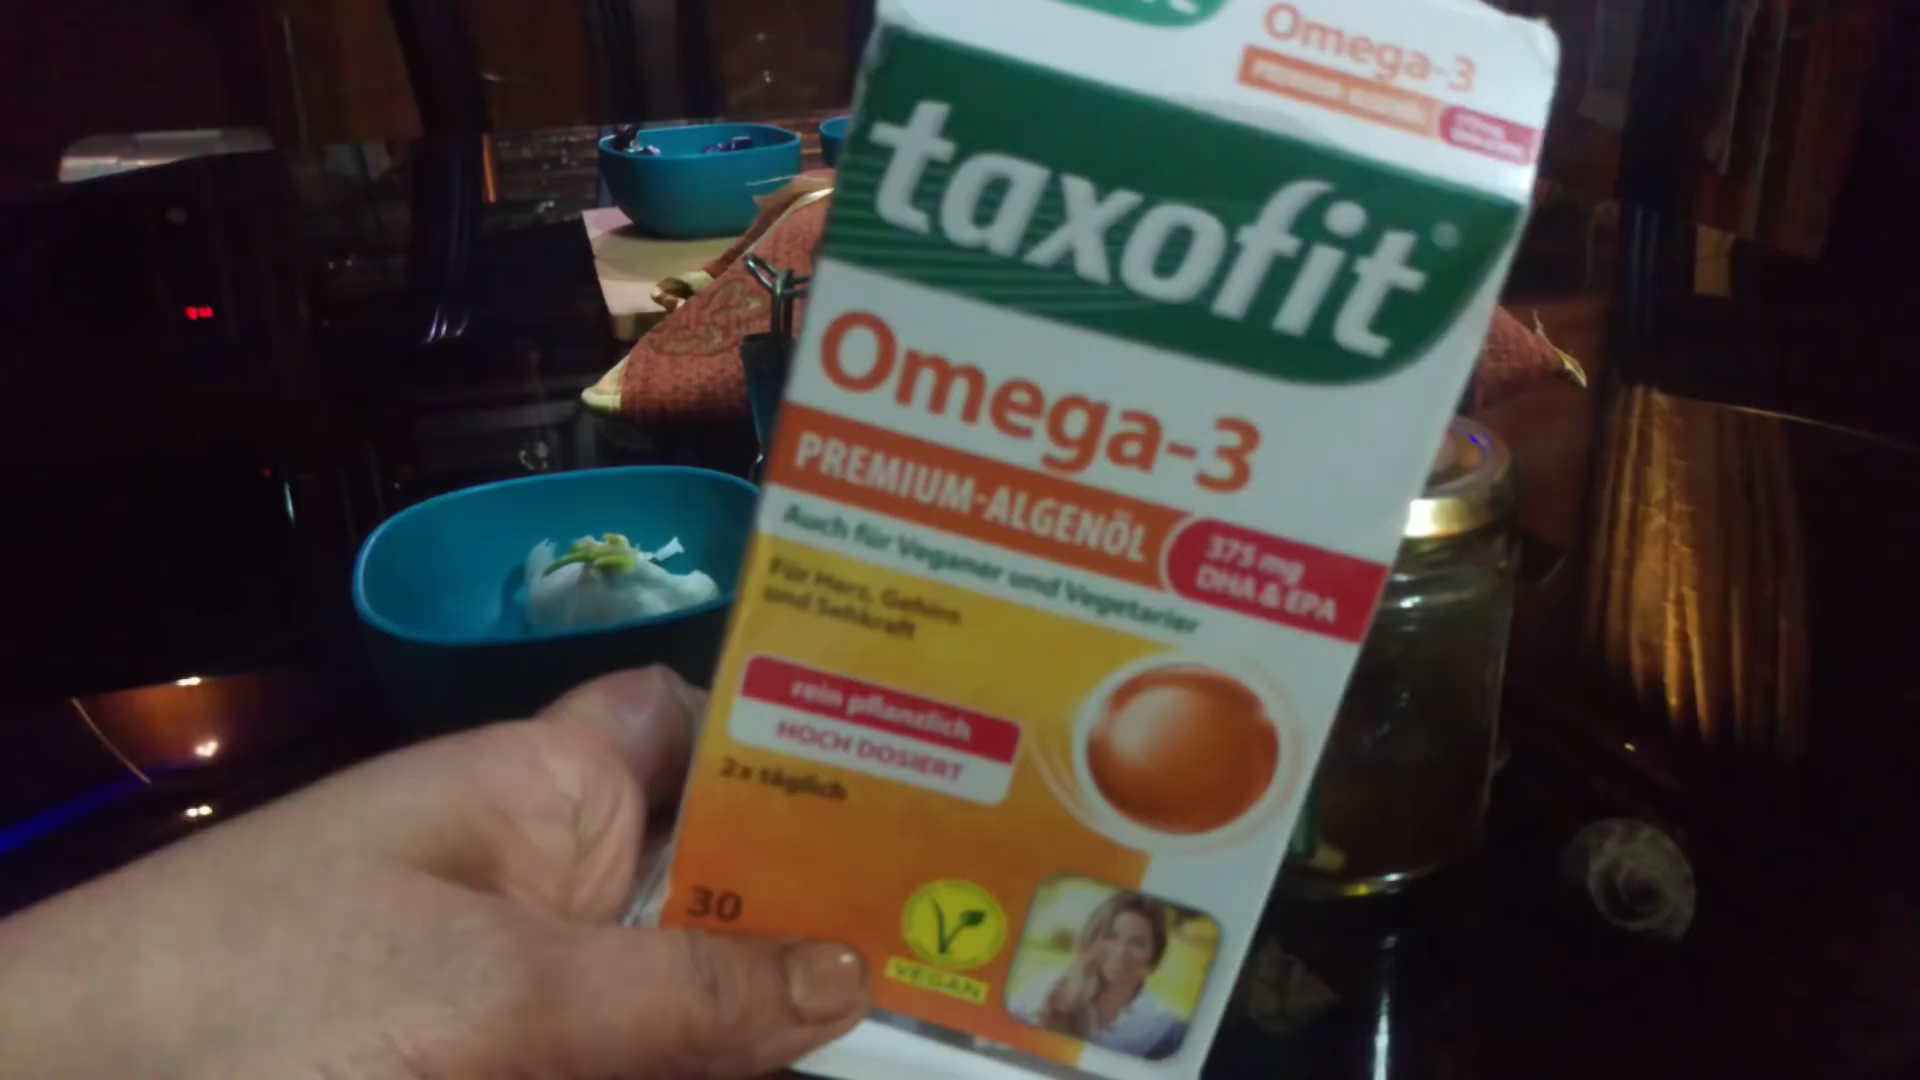 Omega-3
taxofit
Omega-3
PREMIUM-ALGENÖL
375 mg
DHA & EPA
Auch für Veganer und Vegetarier
Für Herz, Gehirn
und Sehkraft
rein pflanzlich
HOCH DOSIERT
2x täglich
30
VEGAN